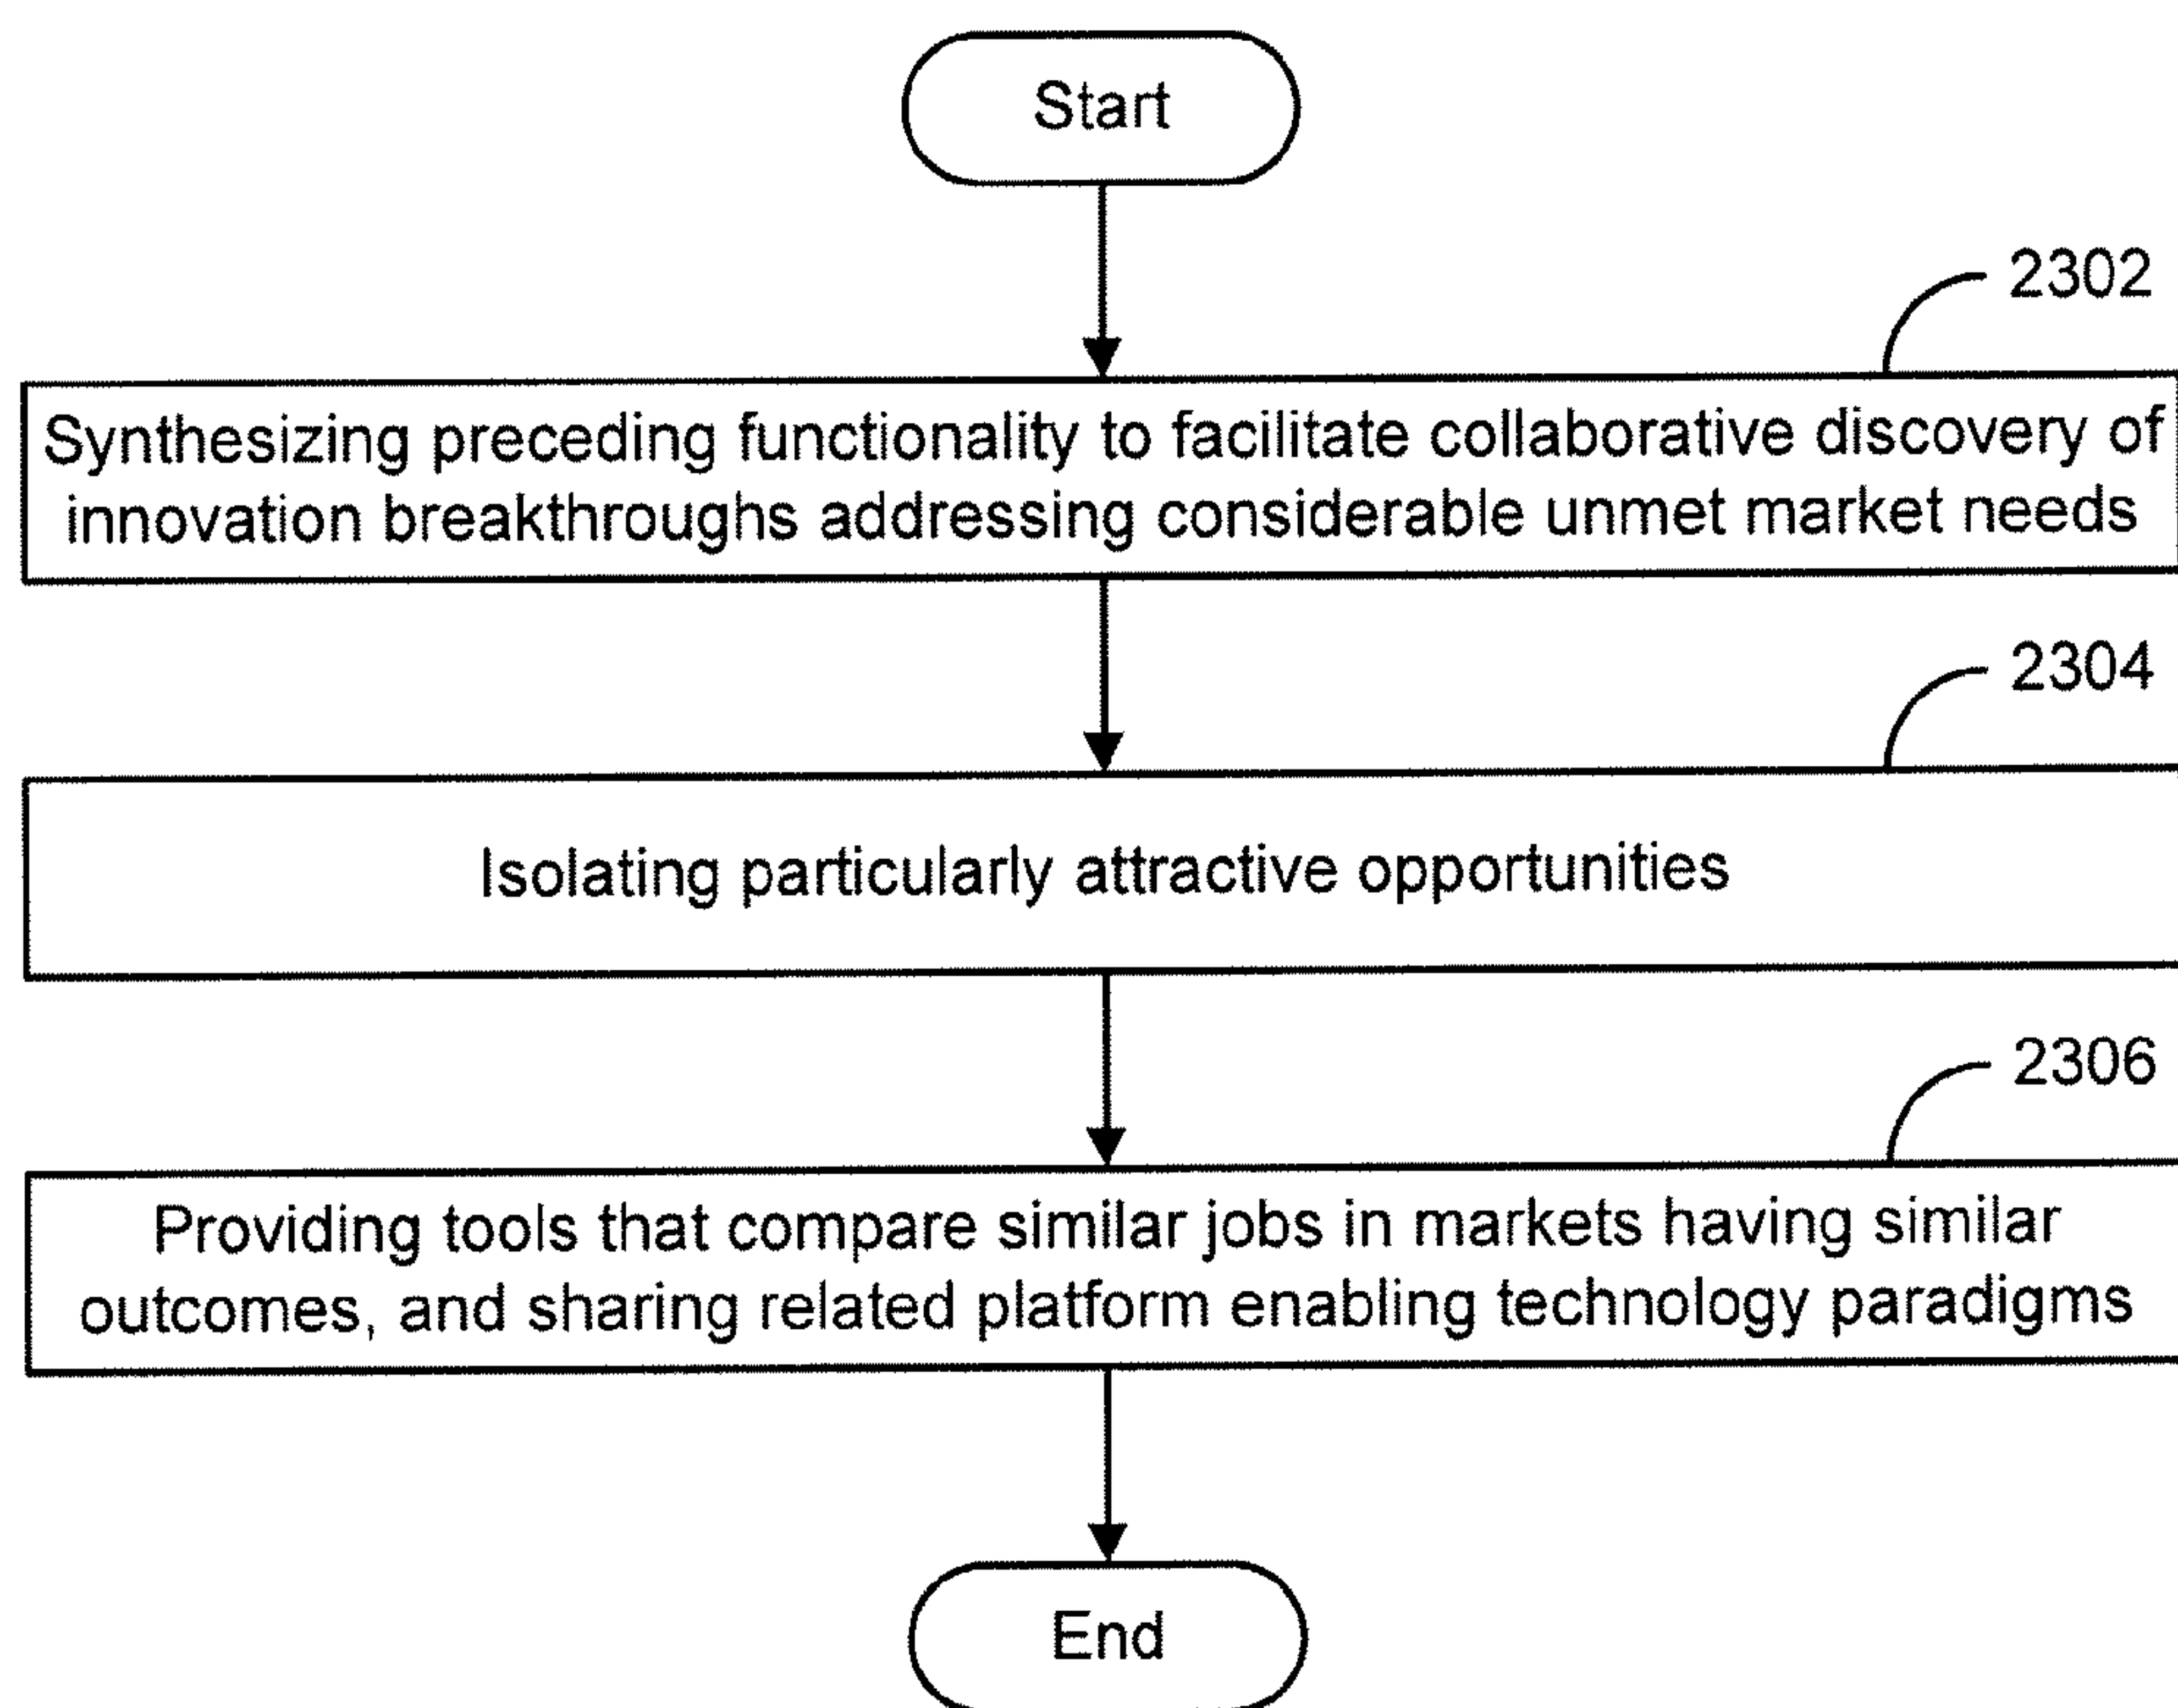 Start
2302
Synthesizing preceding functionality to facilitate collaborative discovery of
innovation breakthroughs addressing considerable unmet market needs
2304
Isolating particularly attractive opportunities
2306
Providing tools that compare similar jobs in markets having similar
outcomes, and sharing related platform enabling technology paradigms
End